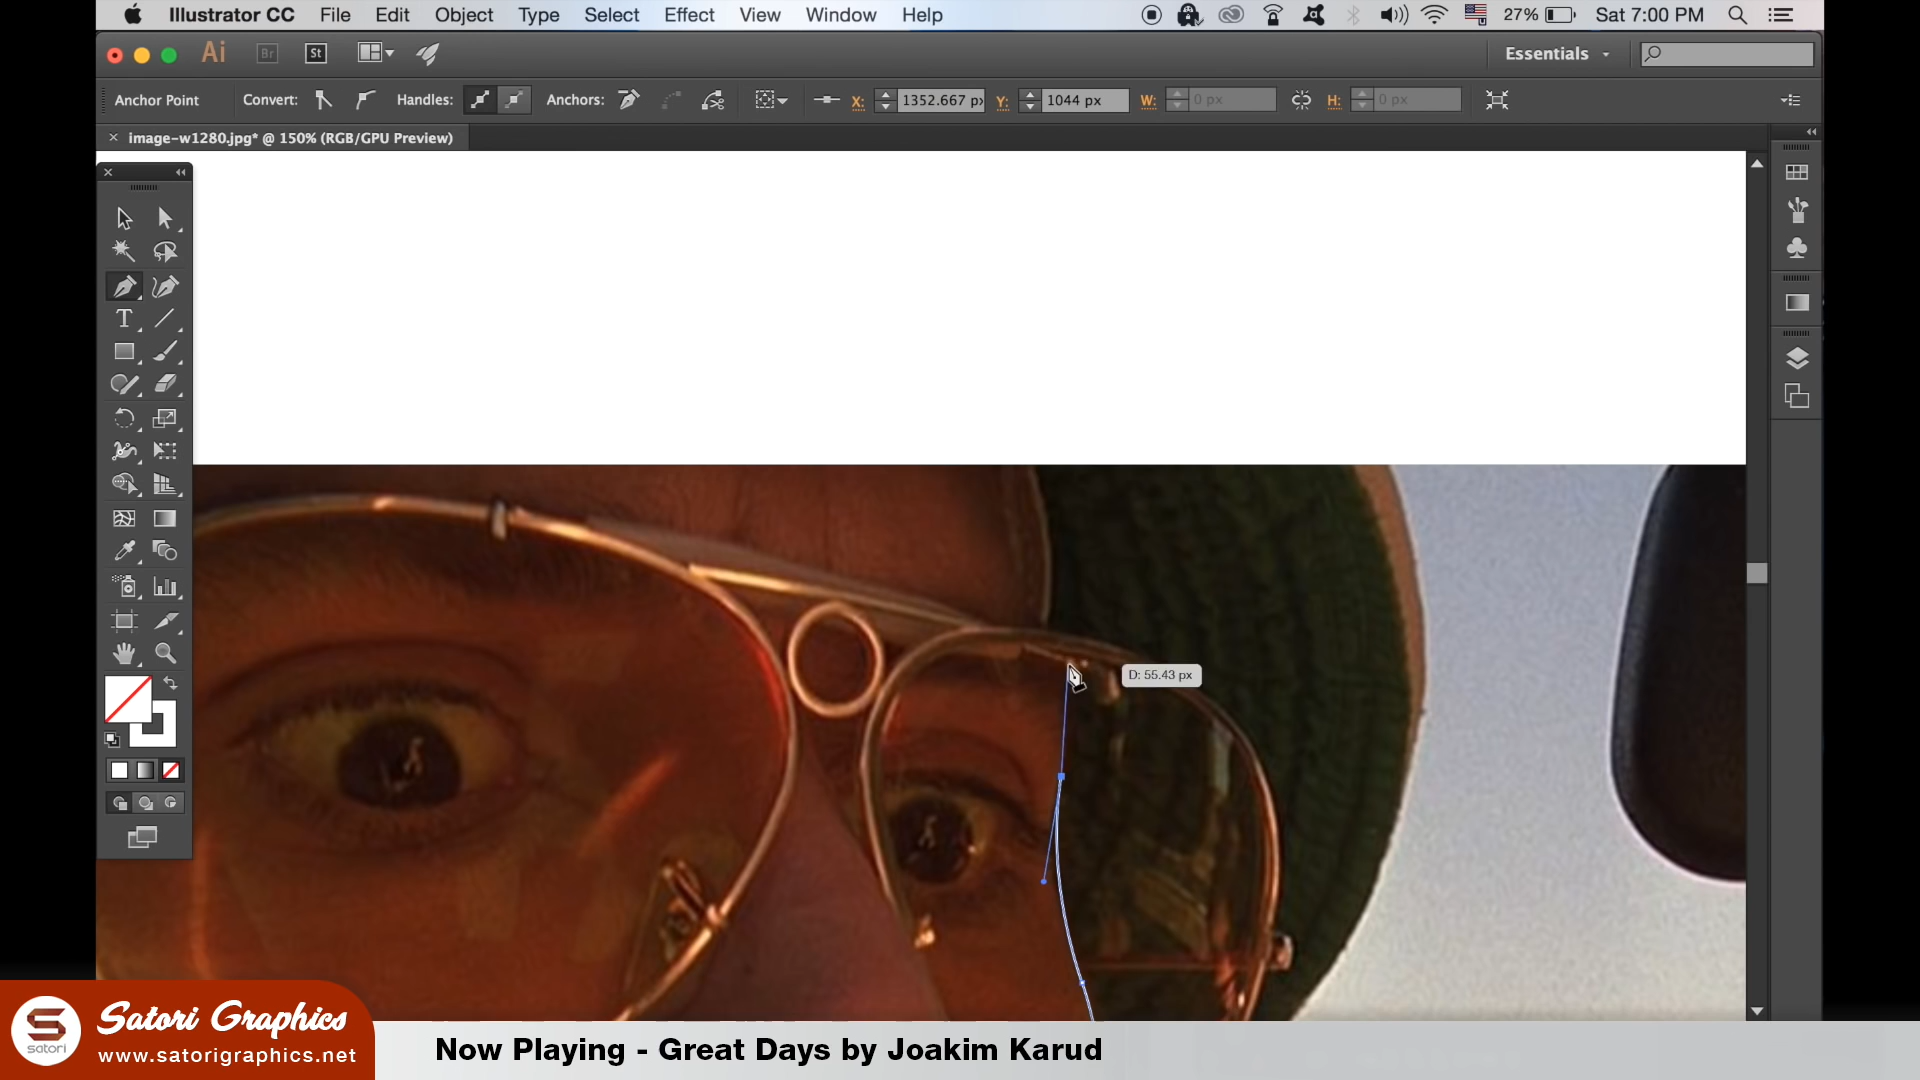 Illustrator CC File Edit Object Type Select Effect View Window Help 27% Sat 7:00 PM
Ai Br St Essentials
Anchor Point Convert: Handles: Anchors: X: 1352.667 px Y: 1044 px W: 0 px H: 0 px
× image-w1280.jpg* @ 150% (RGB/GPU Preview)
T
D: 55.43 px
Satori Graphics
satori
www.satorigraphics.net
Now Playing - Great Days by Joakim Karud